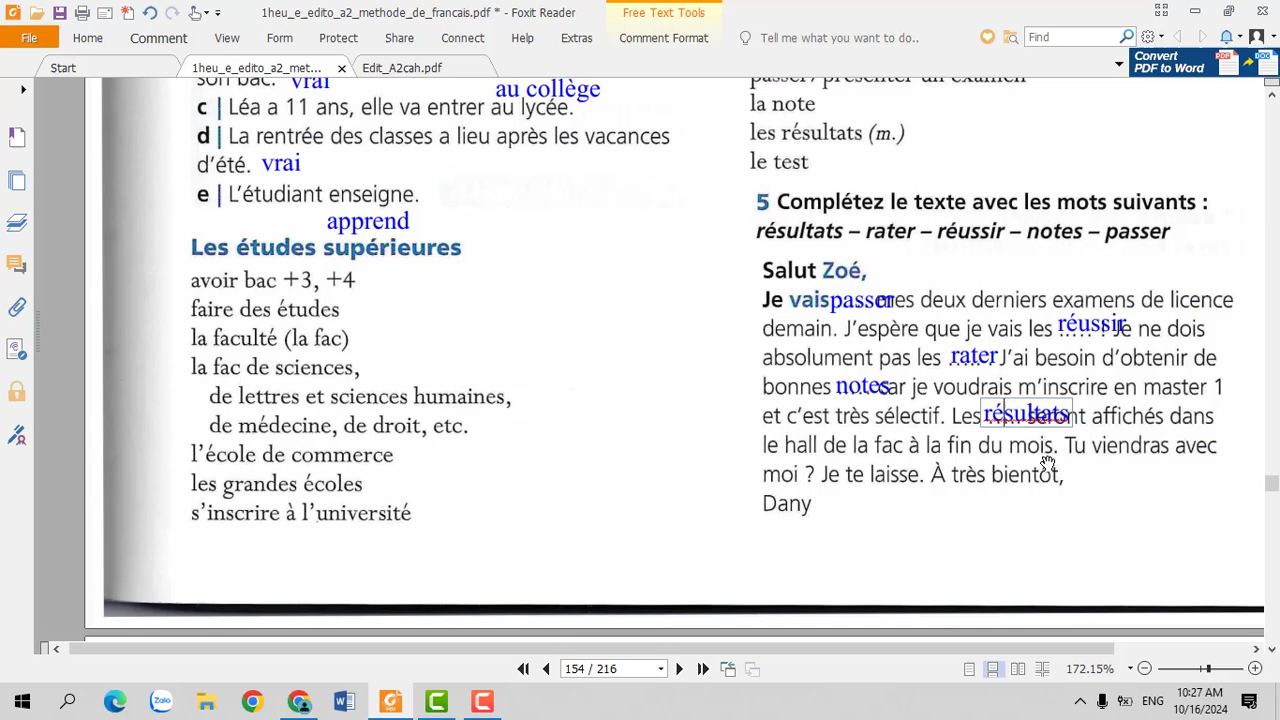 1heu_e_edito_a2_methode_de_francais.pdf * - Foxit Reader
Free Text Tools
File Home Comment View Form Protect Share Connect Help Extras Comment Format Tell me what you want to do.. Find
Start 1heu_e_edito_a2_met... Edit_A2cah.pdf
Convert
PDF to Word
son bac. vrai
au collège
c | Léa a 11 ans, elle va entrer au lycée.
d | La rentrée des classes a lieu après les vacances
d'été. vrai
e | L'étudiant enseigne.
apprend
Les études supérieures
avoir bac +3, +4
faire des études
la faculté (la fac)
la fac de sciences,
de lettres et sciences humaines,
de médecine, de droit, etc.
l'école de commerce
les grandes écoles
s'inscrire à l'université
passer, présenter un examen
la note
les résultats (m.)
le test
5 Complétez le texte avec les mots suivants :
résultats – rater – réussir – notes – passer
Salut Zoé,
Je vais passer mes deux derniers examens de licence
demain. J'espère que je vais les réussir ! Je ne dois
absolument pas les rater. J'ai besoin d'obtenir de
bonnes notes car je voudrais m'inscrire en master 1
et c'est très sélectif. Les résultats seront affichés dans
le hall de la fac à la fin du mois. Tu viendras avec
moi ? Je te laisse. À très bientôt,
Dany
154 / 216
172.15%
Zalo
ENG
10:27 AM
10/16/2024